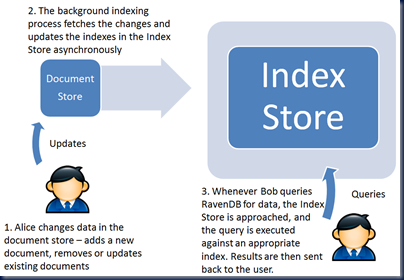 2. The background indexing
process fetches the changes and
updates the indexes in the Index
Store asynchronously
Document
Store
Index
Store
Updates
Queries
1. Alice changes data in the
document store – adds a new
document, removes or updates
existing documents
3. Whenever Bob queries
RavenDB for data, the Index
Store is approached, and
the query is executed
against an appropriate
index. Results are then sent
back to the user.